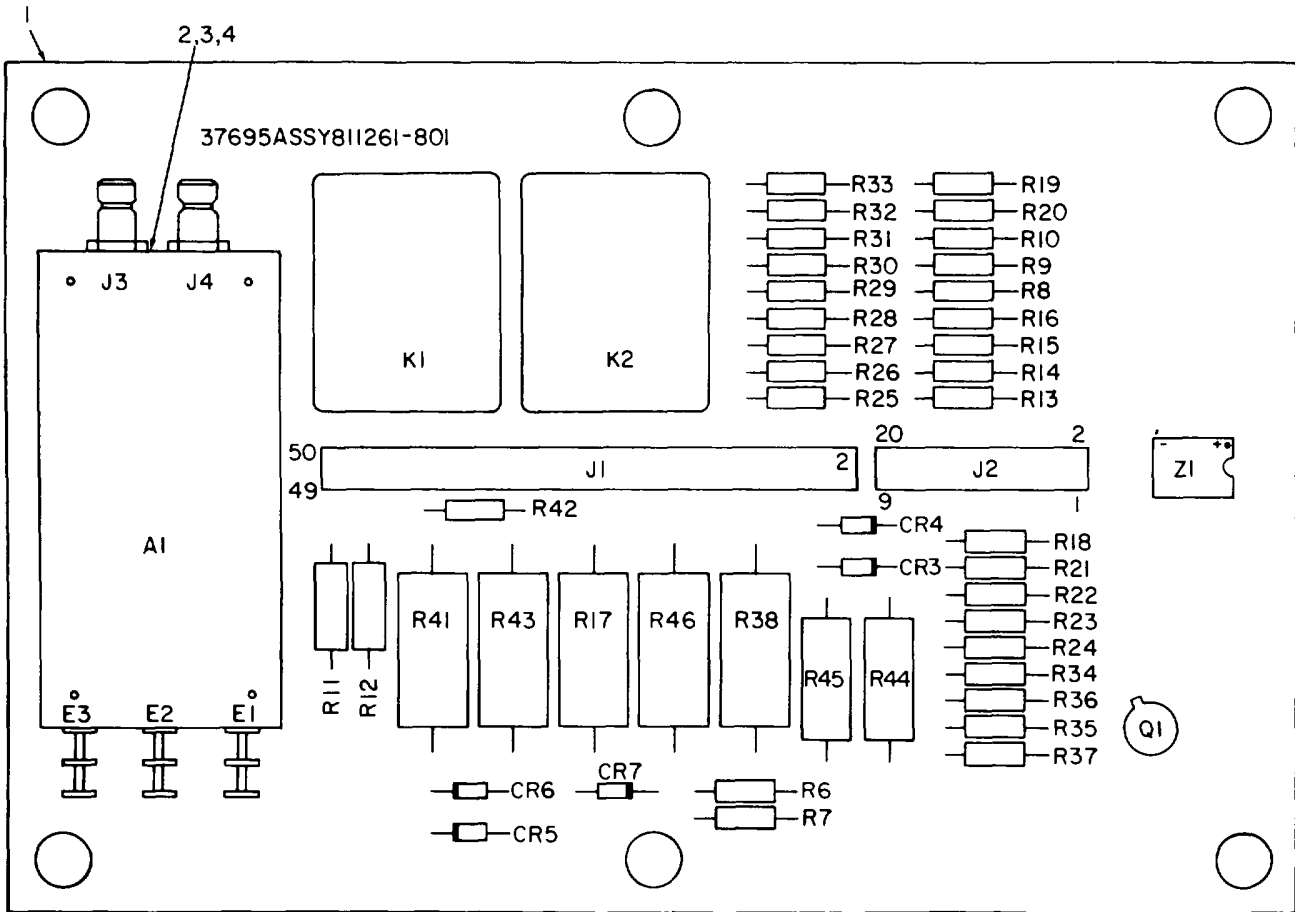 1
2,3,4
37695ASSY811261-801
J3 J4
K1 K2
R33 R19
R32 R20
R31 R10
R30 R9
R29 R8
R28 R16
R27 R15
R26 R14
R25 R13
50 J1 2
49
20 2
J2
9 1
- +
Z1
A1
R42
CR4
CR3
R18
R21
R22
R23
R24
R34
R36
R35
R37
R41 R43 R17 R46 R38
R45 R44
R11 R12
Q1
E3 E2 E1
CR7
CR6
CR5
R6
R7